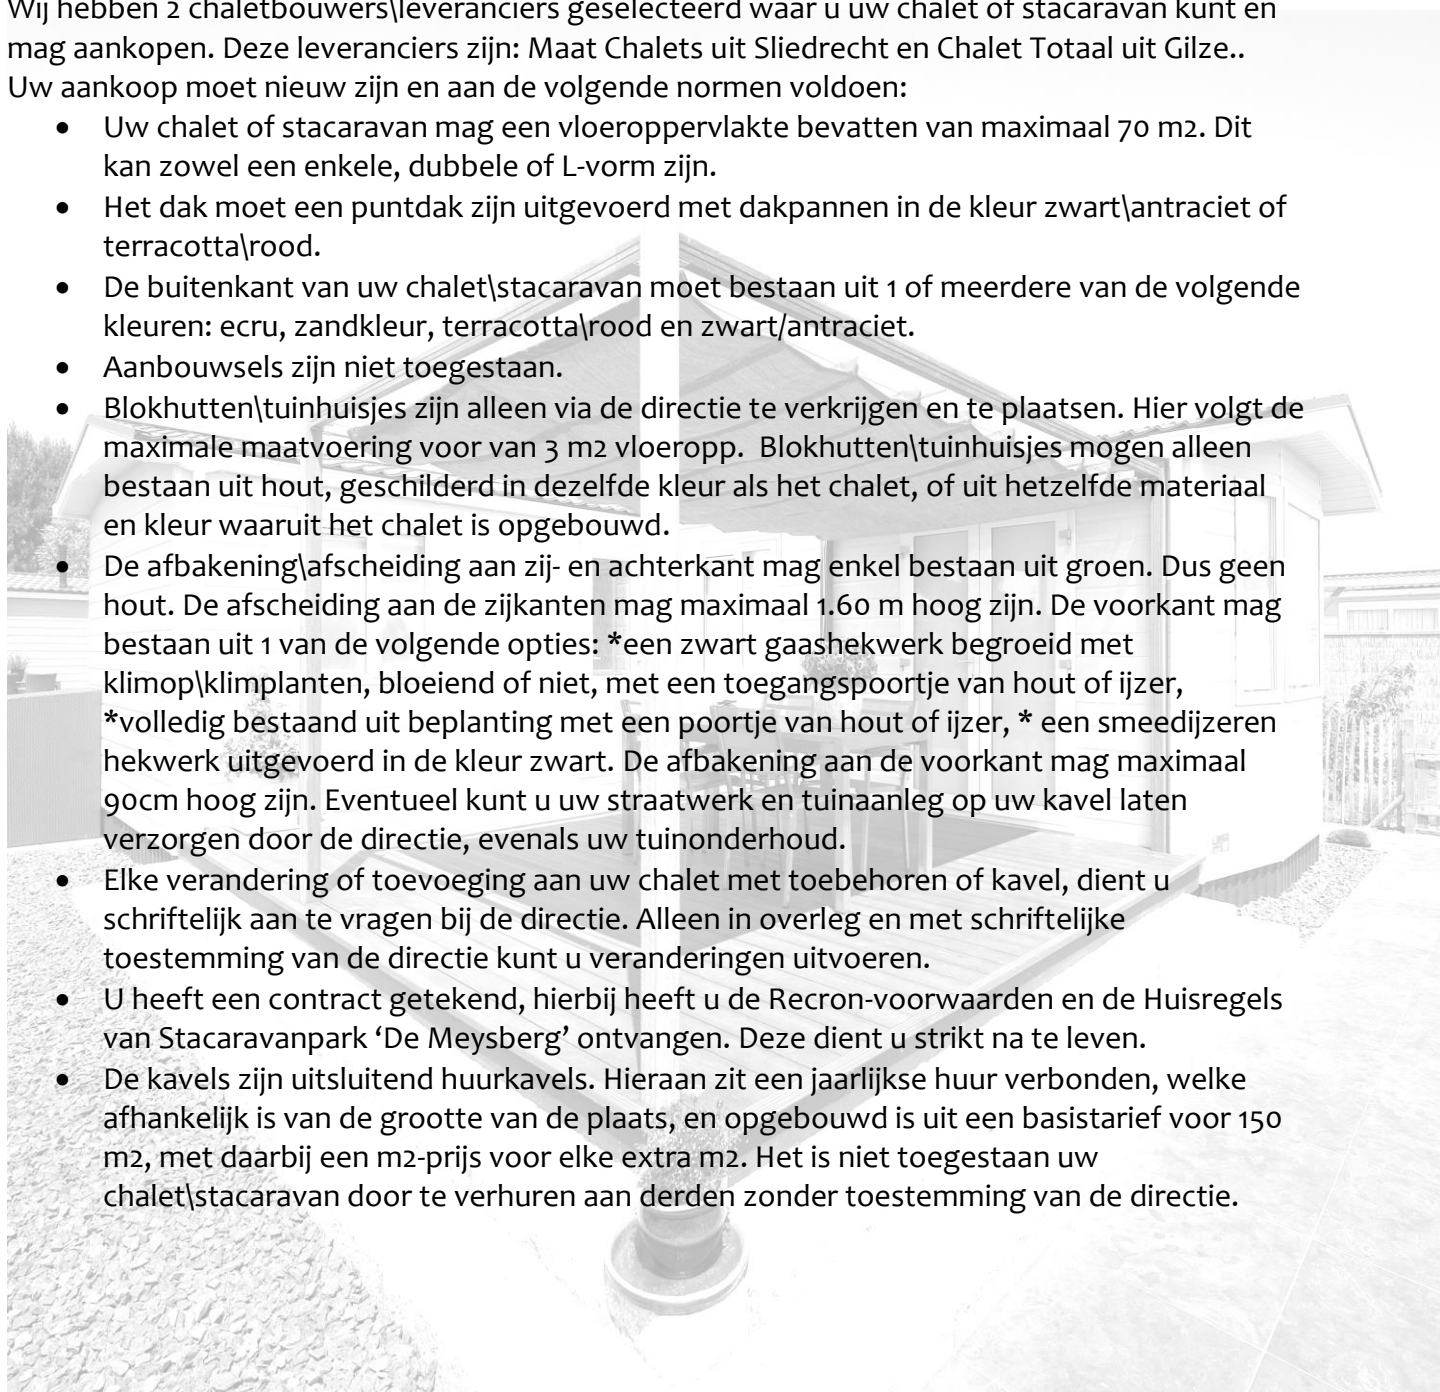 Wij hebben 2 chaletbouwers\leveranciers geselecteerd waar u uw chalet of stacaravan kunt en
mag aankopen. Deze leveranciers zijn: Maat Chalets uit Sliedrecht en Chalet Totaal uit Gilze..
Uw aankoop moet nieuw zijn en aan de volgende normen voldoen:
• Uw chalet of stacaravan mag een vloeroppervlakte bevatten van maximaal 70 m2. Dit
kan zowel een enkele, dubbele of L-vorm zijn.
• Het dak moet een puntdak zijn uitgevoerd met dakpannen in de kleur zwart\antraciet of
terracotta\rood.
• De buitenkant van uw chalet\stacaravan moet bestaan uit 1 of meerdere van de volgende
kleuren: ecru, zandkleur, terracotta\rood en zwart/antraciet.
• Aanbouwsels zijn niet toegestaan.
• Blokhutten\tuinhuisjes zijn alleen via de directie te verkrijgen en te plaatsen. Hier volgt de
maximale maatvoering voor van 3 m2 vloeropp.  Blokhutten\tuinhuisjes mogen alleen
bestaan uit hout, geschilderd in dezelfde kleur als het chalet, of uit hetzelfde materiaal
en kleur waaruit het chalet is opgebouwd.
• De afbakening\afscheiding aan zij- en achterkant mag enkel bestaan uit groen. Dus geen
hout. De afscheiding aan de zijkanten mag maximaal 1.60 m hoog zijn. De voorkant mag
bestaan uit 1 van de volgende opties: *een zwart gaashekwerk begroeid met
klimop\klimplanten, bloeiend of niet, met een toegangspoortje van hout of ijzer,
*volledig bestaand uit beplanting met een poortje van hout of ijzer, * een smeedijzeren
hekwerk uitgevoerd in de kleur zwart. De afbakening aan de voorkant mag maximaal
90cm hoog zijn. Eventueel kunt u uw straatwerk en tuinaanleg op uw kavel laten
verzorgen door de directie, evenals uw tuinonderhoud.
• Elke verandering of toevoeging aan uw chalet met toebehoren of kavel, dient u
schriftelijk aan te vragen bij de directie. Alleen in overleg en met schriftelijke
toestemming van de directie kunt u veranderingen uitvoeren.
• U heeft een contract getekend, hierbij heeft u de Recron-voorwaarden en de Huisregels
van Stacaravanpark ‘De Meysberg’ ontvangen. Deze dient u strikt na te leven.
• De kavels zijn uitsluitend huurkavels. Hieraan zit een jaarlijkse huur verbonden, welke
afhankelijk is van de grootte van de plaats, en opgebouwd is uit een basistarief voor 150
m2, met daarbij een m2-prijs voor elke extra m2. Het is niet toegestaan uw
chalet\stacaravan door te verhuren aan derden zonder toestemming van de directie.